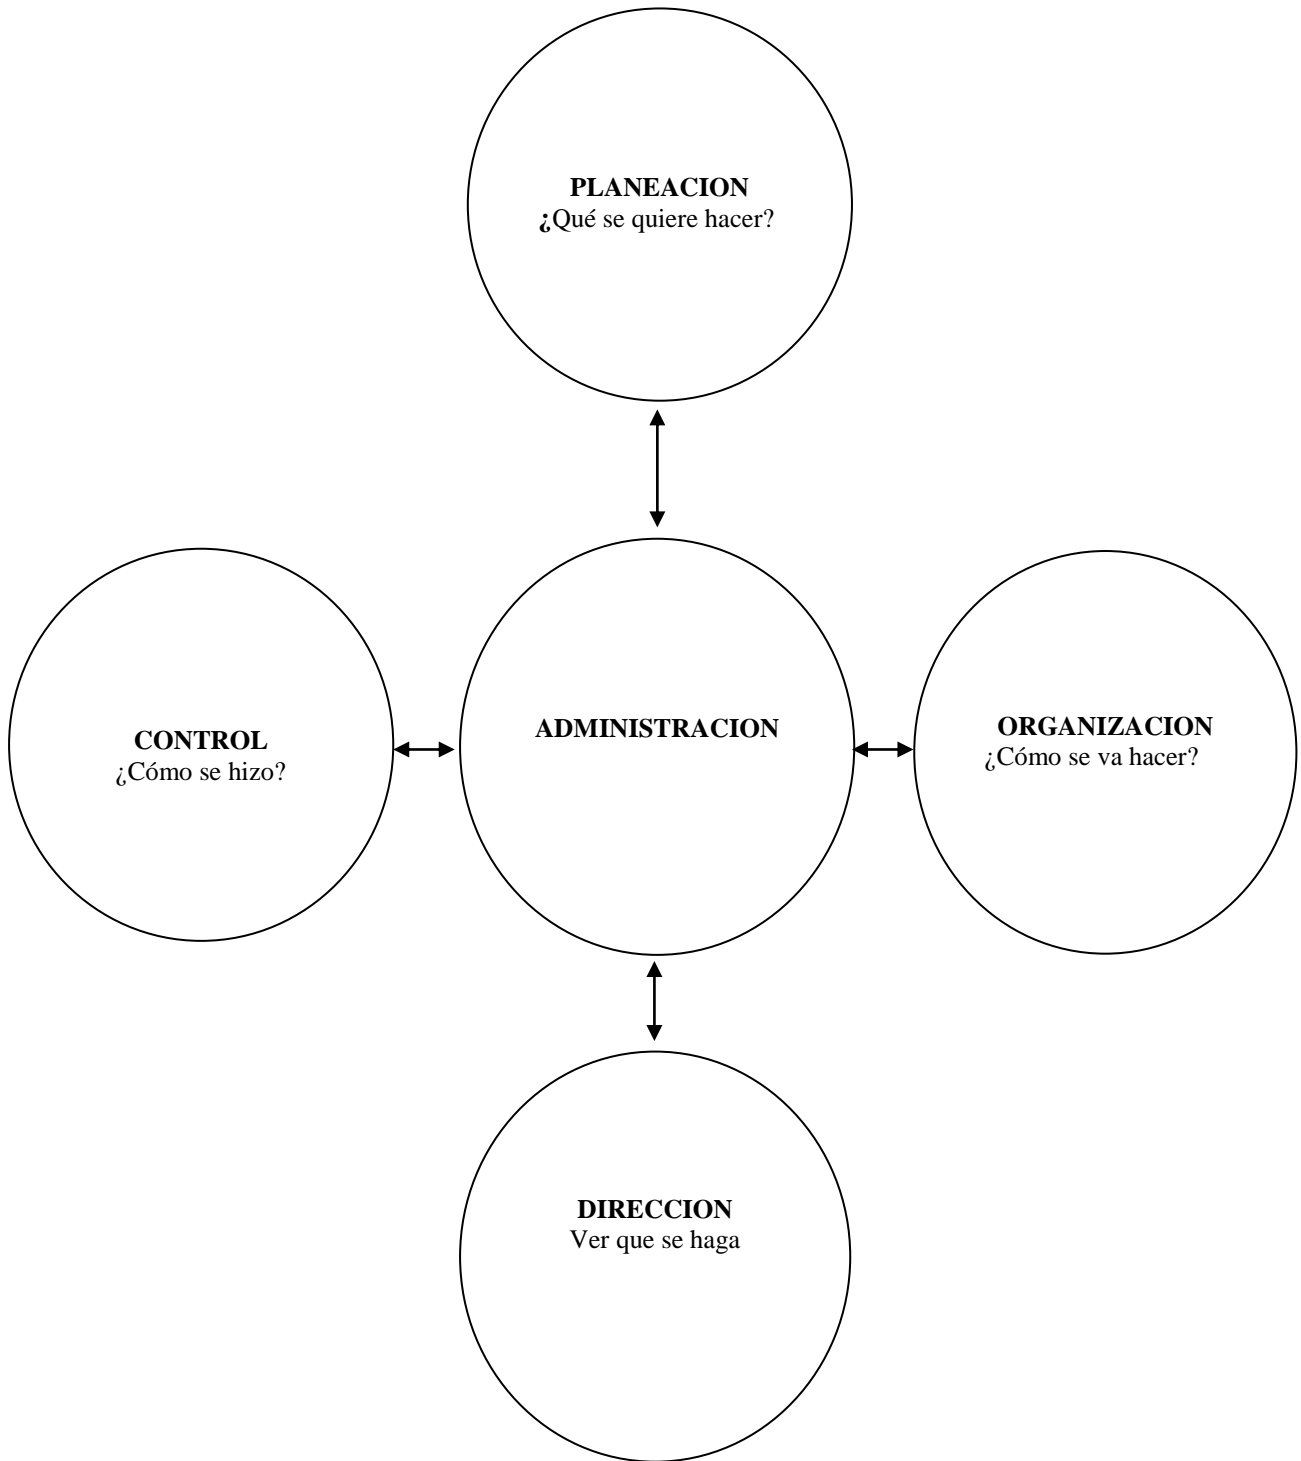 PLANEACION
¿Qué se quiere hacer?
CONTROL
¿Cómo se hizo?
ADMINISTRACION
ORGANIZACION
¿Cómo se va hacer?
DIRECCION
Ver que se haga